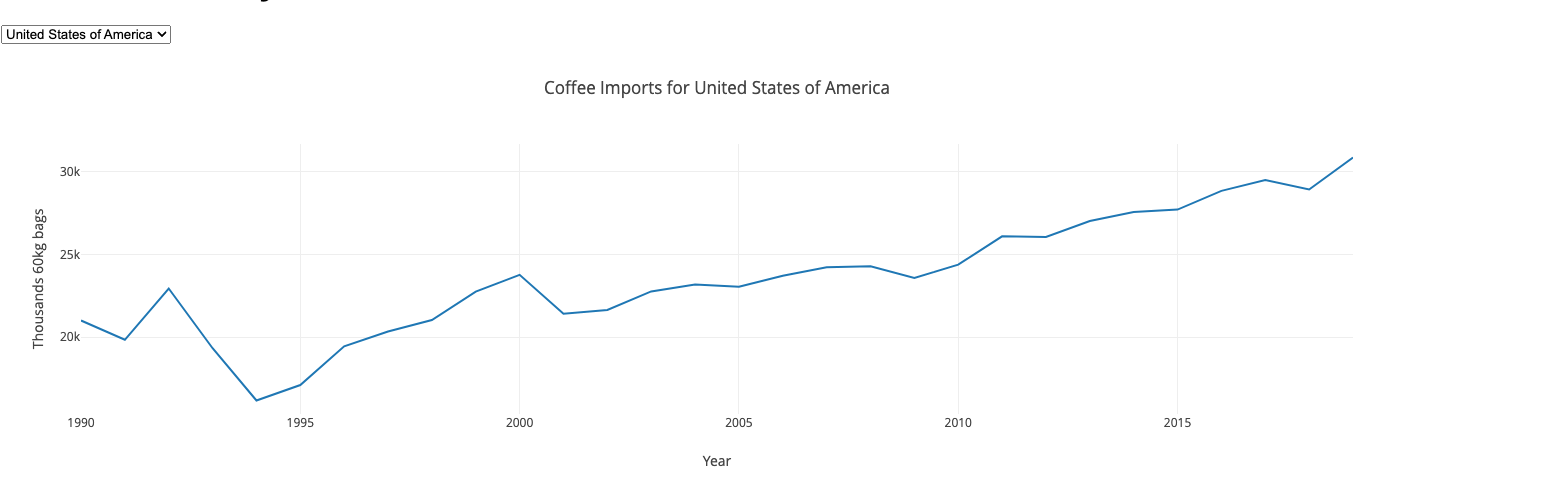 United States of America
Coffee Imports for United States of America
30k
25k
20k
Thousands 60kg bags
1990 1995 2000 2005 2010 2015
Year